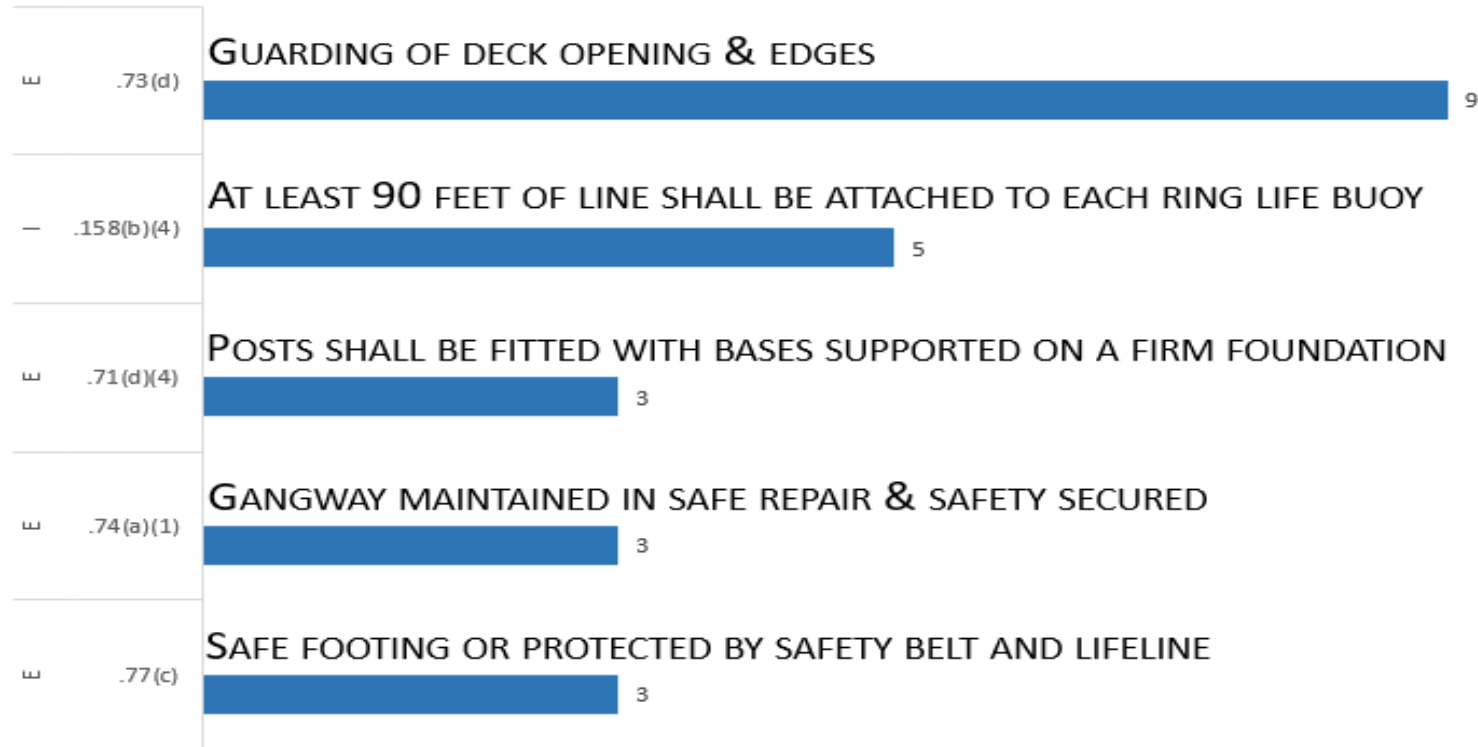 GUARDING OF DECK OPENING & EDGES
E .73(d) 9
AT LEAST 90 FEET OF LINE SHALL BE ATTACHED TO EACH RING LIFE BUOY
I .158(b)(4) 5
POSTS SHALL BE FITTED WITH BASES SUPPORTED ON A FIRM FOUNDATION
E .71(d)(4) 3
GANGWAY MAINTAINED IN SAFE REPAIR & SAFETY SECURED
E .74(a)(1) 3
SAFE FOOTING OR PROTECTED BY SAFETY BELT AND LIFELINE
E .77(c) 3